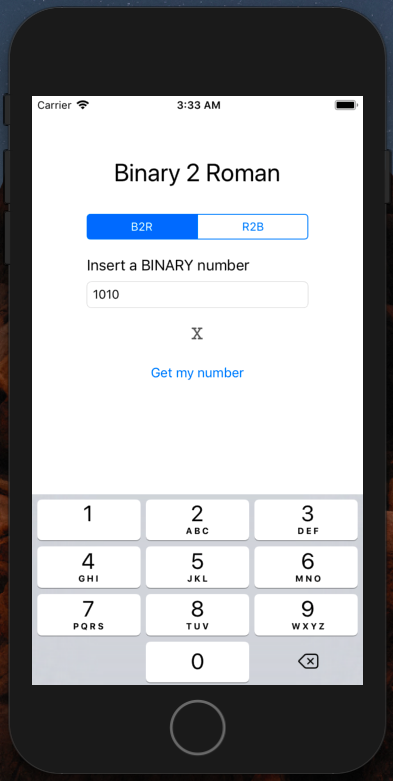 Carrier 3:33 AM
Binary 2 Roman
B2R R2B
Insert a BINARY number
1010
X
Get my number
1 2 3
ABC DEF
4 5 6
GHI JKL MNO
7 8 9
PQRS TUV WXYZ
0